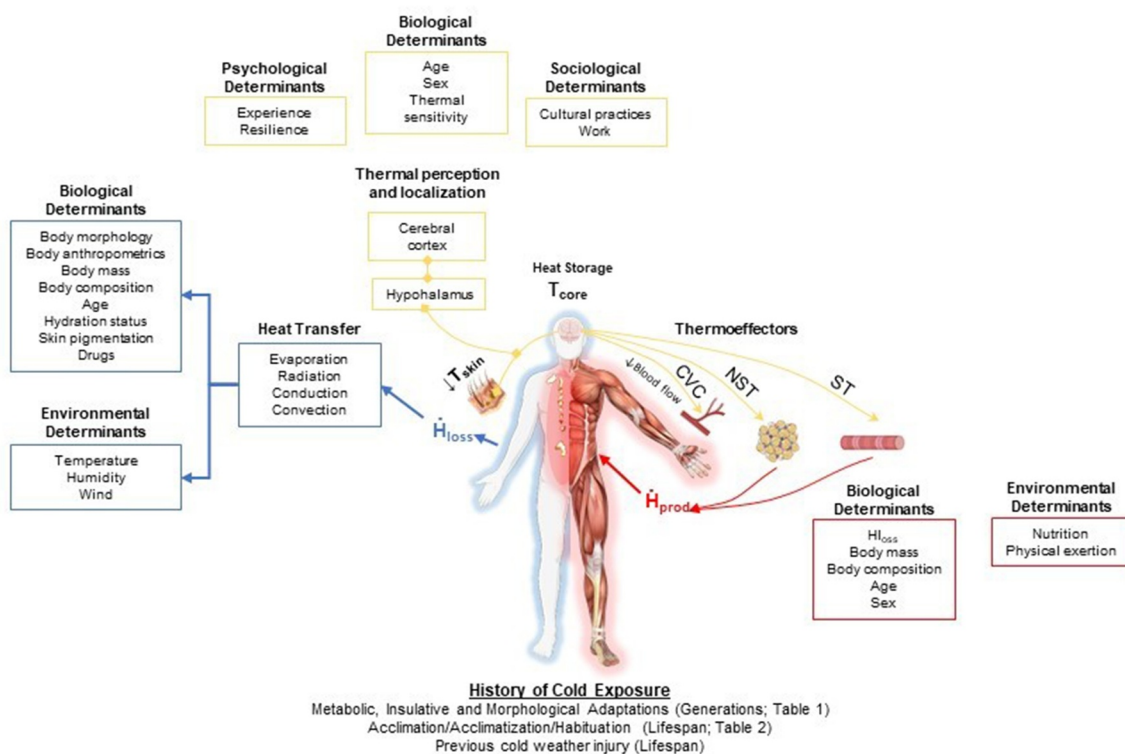 Biological
Determinants
Age
Sex
Thermal
sensitivity
Psychological
Determinants
Experience
Resilience
Sociological
Determinants
Cultural practices
Work
Thermal perception
and localization
Cerebral
cortex
Hypohalamus
Biological
Determinants
Body morphology
Body anthropometrics
Body mass
Body composition
Age
Hydration status
Skin pigmentation
Drugs
Heat Transfer
Evaporation
Radiation
Conduction
Convection
Environmental
Determinants
Temperature
Humidity
Wind
Heat Storage
Tcore
↓Tskin
Ḣloss
Thermoeffectors
↓Blood flow
CVC
NST
ST
Ḣprod
Biological
Determinants
Hloss
Body mass
Body composition
Age
Sex
Environmental
Determinants
Nutrition
Physical exertion
History of Cold Exposure
Metabolic, Insulative and Morphological Adaptations (Generations; Table 1)
Acclimation/Acclimatization/Habituation (Lifespan; Table 2)
Previous cold weather injury (Lifespan)